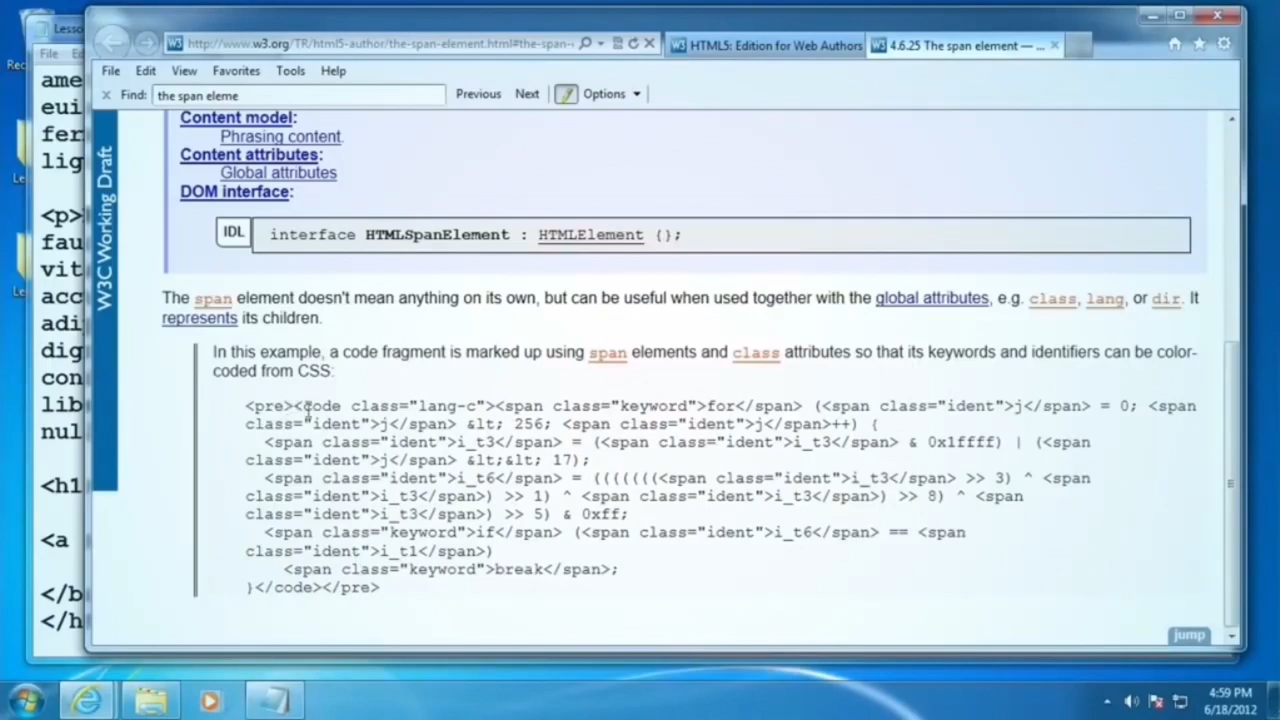 Lesso
http://www.w3.org/TR/html5-author/the-span-element.html#the-span-
HTML5: Edition for Web Authors
4.6.25 The span element — ...
File Edit View Favorites Tools Help
Find: the span eleme Previous Next Options
File
Rec
ame
eui
fer
lig
<p>
fau
vit
acc
adi
dig
con
lib
nul
<h1
<a
</b
</h
Le
Le
W3C Working Draft
Content model:
Phrasing content.
Content attributes:
Global attributes
DOM interface:
IDL
interface HTMLSpanElement : HTMLElement {};
The span element doesn't mean anything on its own, but can be useful when used together with the global attributes, e.g. class, lang, or dir. It
represents its children.
In this example, a code fragment is marked up using span elements and class attributes so that its keywords and identifiers can be color-
coded from CSS:
<pre><code class="lang-c"><span class="keyword">for</span> (<span class="ident">j</span> = 0; <span
class="ident">j</span> &lt; 256; <span class="ident">j</span>++) {
<span class="ident">i_t3</span> = (<span class="ident">i_t3</span> & 0x1ffff) | (<span
class="ident">j</span> &lt;&lt; 17);
<span class="ident">i_t6</span> = (((((((<span class="ident">i_t3</span> >> 3) ^ <span
class="ident">i_t3</span>) >> 1) ^ <span class="ident">i_t3</span>) >> 8) ^ <span
class="ident">i_t3</span>) >> 5) & 0xff;
<span class="keyword">if</span> (<span class="ident">i_t6</span> == <span
class="ident">i_t1</span>)
<span class="keyword">break</span>;
}</code></pre>
jump
4:59 PM
6/18/2012